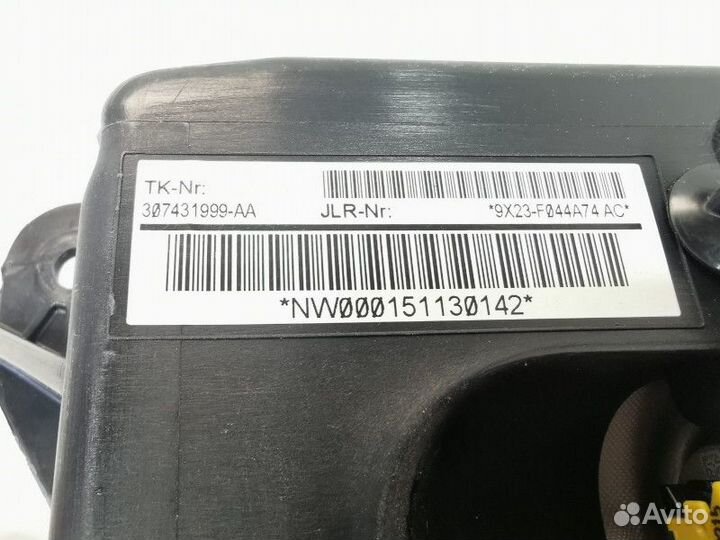 TK-Nr:
307431999-AA JLR-Nr: *9X23-F044A74 AC*
*NW000151130142*
Avito